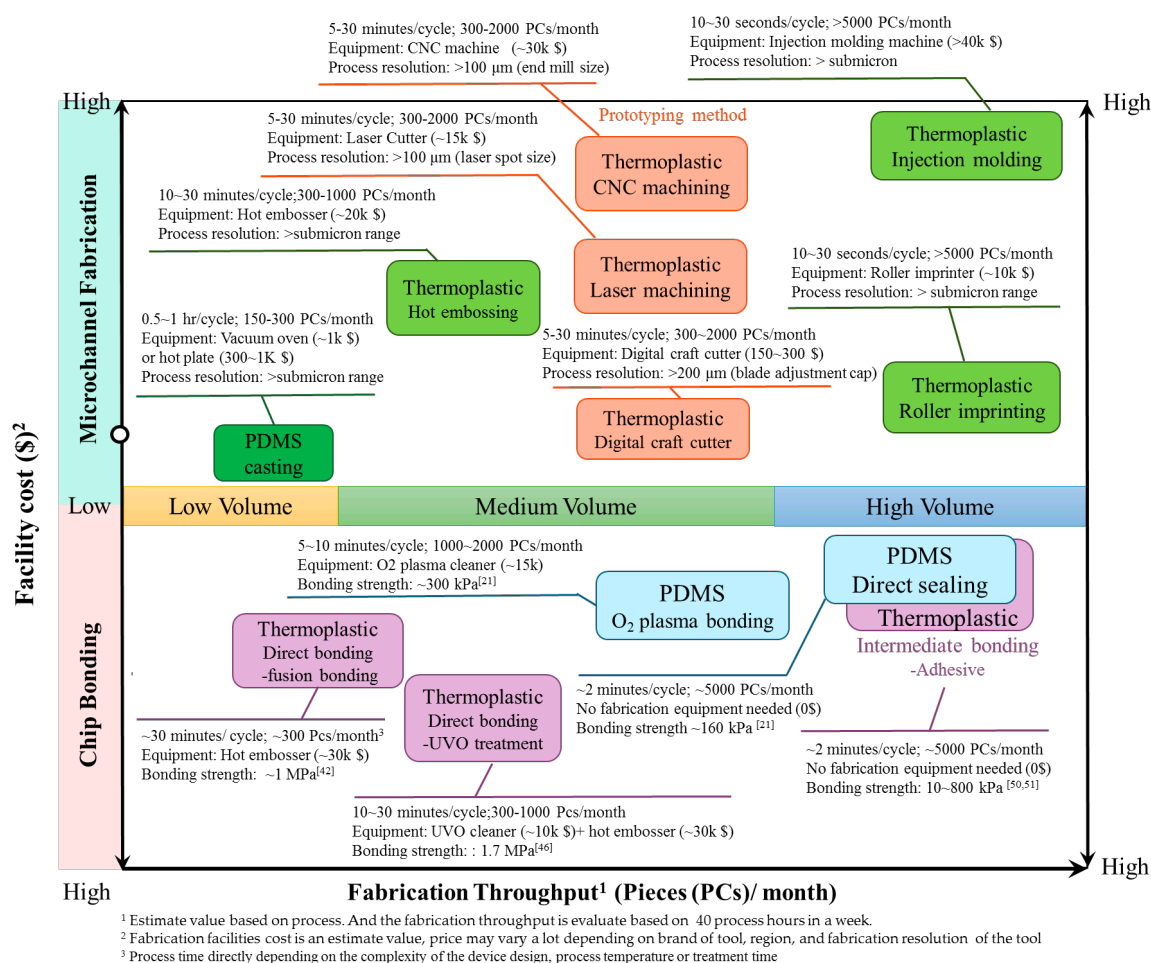 5-30 minutes/cycle; 300-2000 PCs/month
Equipment: CNC machine (~30k $)
Process resolution: >100 μm (end mill size)
10~30 seconds/cycle; >5000 PCs/month
Equipment: Injection molding machine (>40k $)
Process resolution: > submicron
High
High
Prototyping method
5-30 minutes/cycle; 300-2000 PCs/month
Equipment: Laser Cutter (~15k $)
Process resolution: >100 μm (laser spot size)
Thermoplastic
CNC machining
Thermoplastic
Injection molding
10~30 minutes/cycle;300-1000 PCs/month
Equipment: Hot embosser (~20k $)
Process resolution: >submicron range
Thermoplastic
Laser machining
10~30 seconds/cycle; >5000 PCs/month
Equipment: Roller imprinter (~10k $)
Process resolution: > submicron range
Thermoplastic
Hot embossing
0.5~1 hr/cycle; 150-300 PCs/month
Equipment: Vacuum oven (~1k $)
or hot plate (300~1K $)
Process resolution: >submicron range
5-30 minutes/cycle; 300~2000 PCs/month
Equipment: Digital craft cutter (150~300 $)
Process resolution: >200 μm (blade adjustment cap)
Thermoplastic
Roller imprinting
Thermoplastic
Digital craft cutter
PDMS
casting
Microchannel Fabrication
Facility cost ($)2
Low
Low Volume
Medium Volume
High Volume
Chip Bonding
5~10 minutes/cycle; 1000~2000 PCs/month
Equipment: O2 plasma cleaner (~15k)
Bonding strength: ~300 kPa[21]
PDMS
O2 plasma bonding
PDMS
Direct sealing
Thermoplastic
Intermediate bonding
-Adhesive
Thermoplastic
Direct bonding
-fusion bonding
Thermoplastic
Direct bonding
-UVO treatment
~2 minutes/cycle; ~5000 PCs/month
No fabrication equipment needed (0$)
Bonding strength ~160 kPa [21]
~30 minutes/ cycle; ~300 Pcs/month3
Equipment: Hot embosser (~30k $)
Bonding strength: ~1 MPa[42]
~2 minutes/cycle; ~5000 PCs/month
No fabrication equipment needed (0$)
Bonding strength: 10~800 kPa [50,51]
10~30 minutes/cycle;300-1000 Pcs/month
Equipment: UVO cleaner (~10k $)+ hot embosser (~30k $)
Bonding strength: : 1.7 MPa[46]
High
High
Fabrication Throughput1 (Pieces (PCs)/ month)
1 Estimate value based on process. And the fabrication throughput is evaluate based on 40 process hours in a week.
2 Fabrication facilities cost is an estimate value, price may vary a lot depending on brand of tool, region, and fabrication resolution of the tool
3 Process time directly depending on the complexity of the device design, process temperature or treatment time